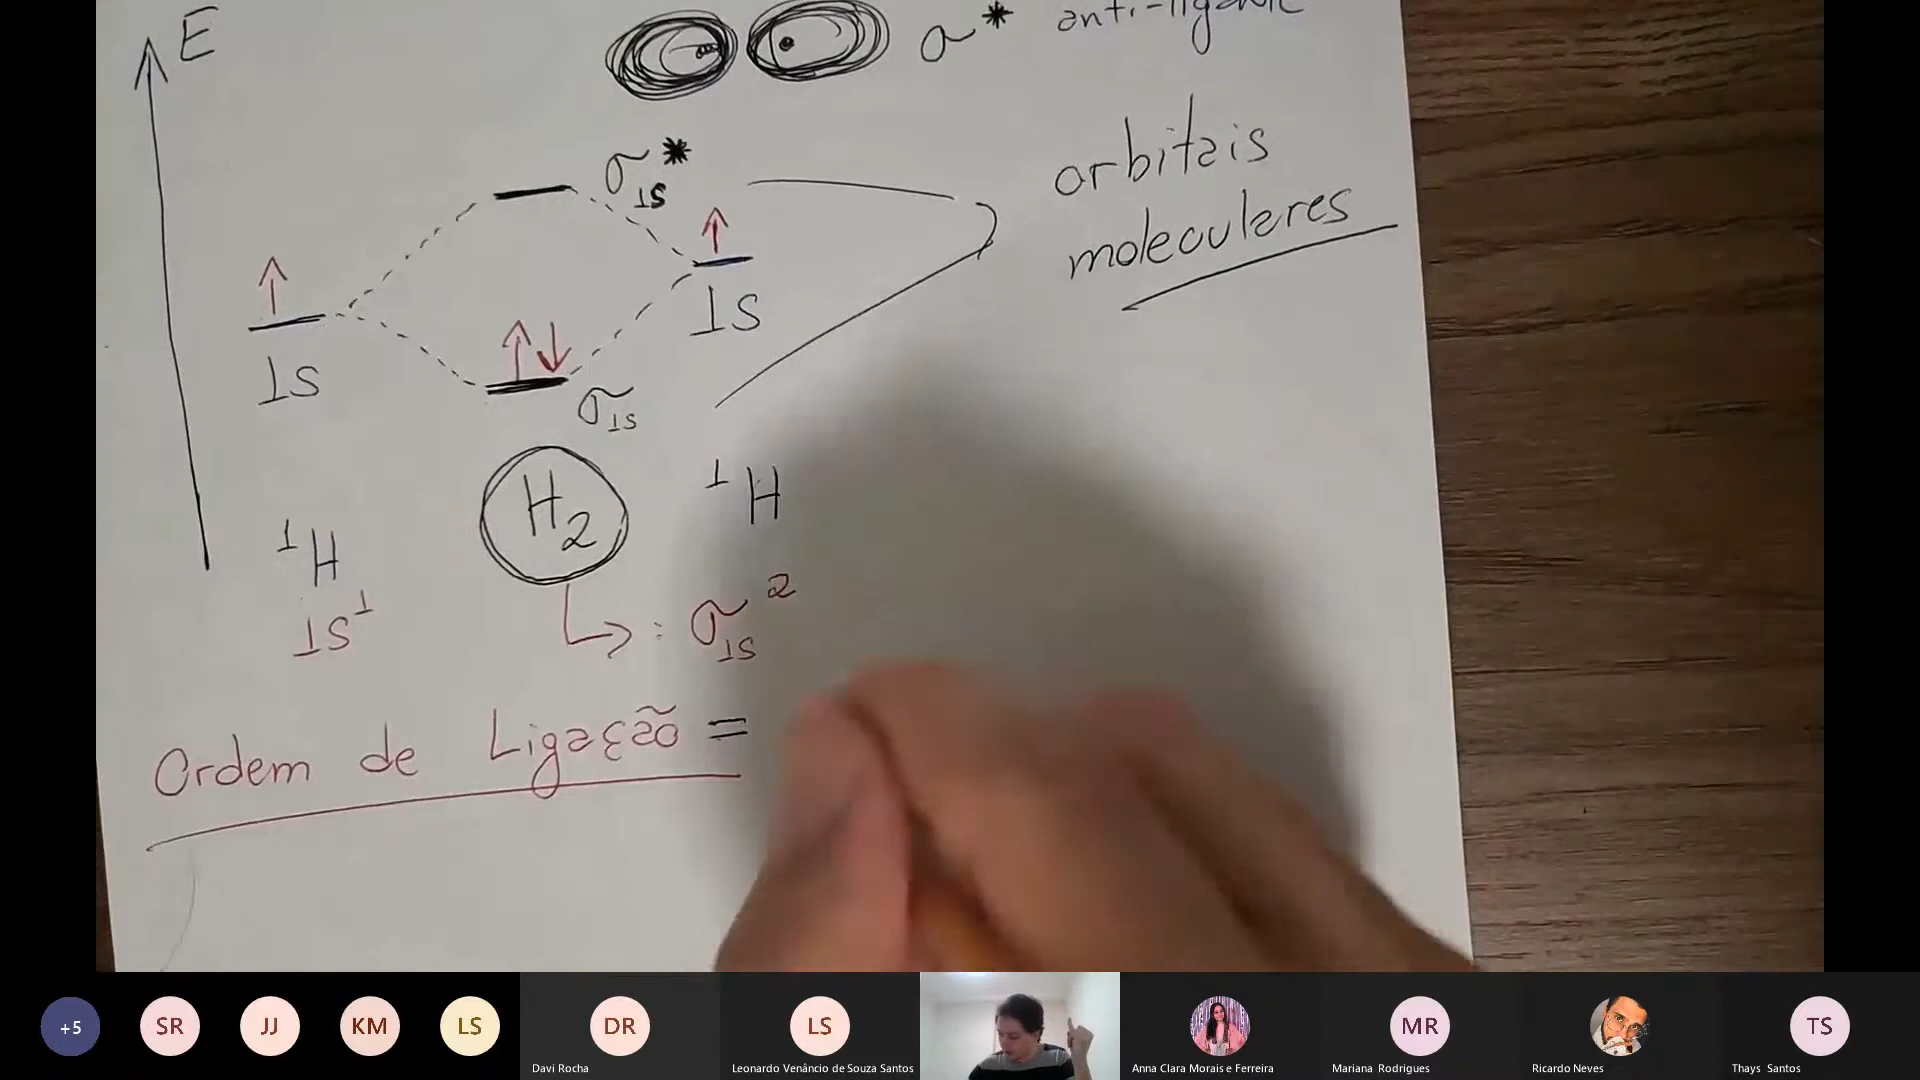 E
σ* anti-ligante
σ1s*
orbitais
moleculares
1s
1s
σ1s
H2
¹H
¹H
1s¹
: σ1s²
Ordem de Ligação =
+5
SR
JJ
KM
LS
DR
Davi Rocha
LS
Leonardo Venâncio de Souza Santos
Anna Clara Morais e Ferreira
MR
Mariana Rodrigues
Ricardo Neves
TS
Thays Santos